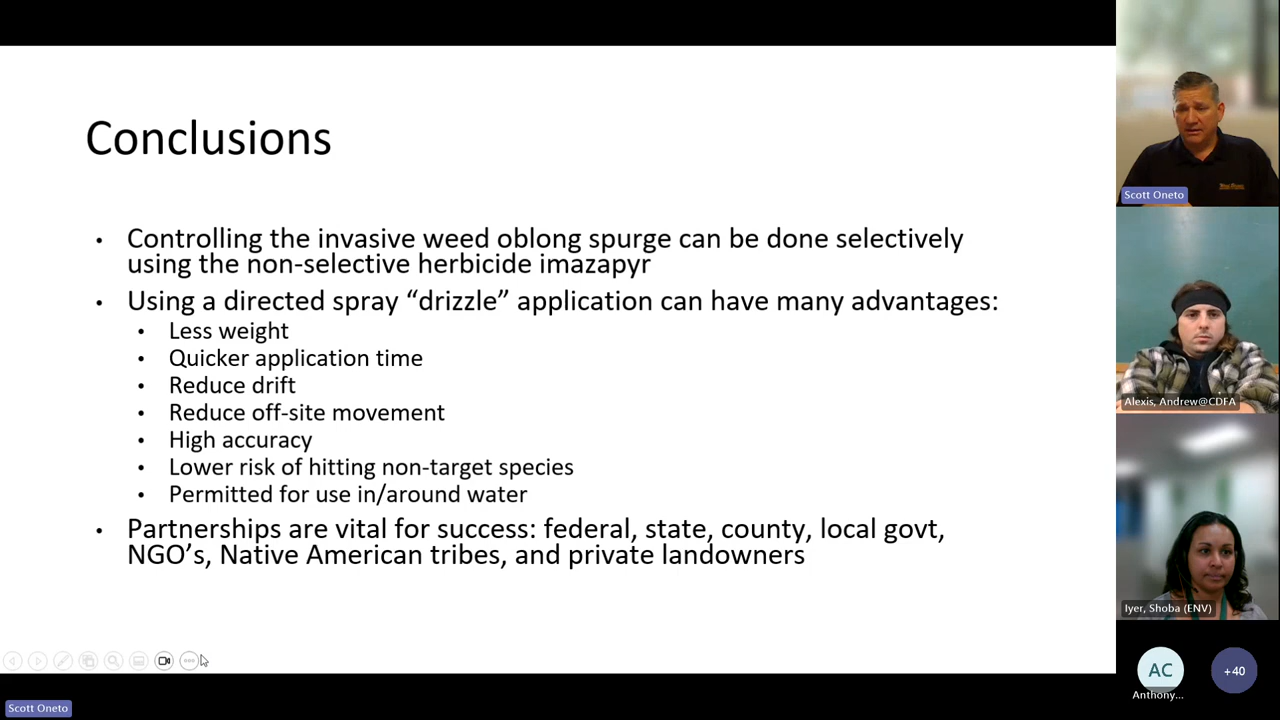 Conclusions
• Controlling the invasive weed oblong spurge can be done selectively
using the non-selective herbicide imazapyr
• Using a directed spray “drizzle” application can have many advantages:
• Less weight
• Quicker application time
• Reduce drift
• Reduce off-site movement
• High accuracy
• Lower risk of hitting non-target species
• Permitted for use in/around water
• Partnerships are vital for success: federal, state, county, local govt,
NGO’s, Native American tribes, and private landowners
Scott Oneto
Scott Oneto
Alexis, Andrew@CDFA
Iyer, Shoba (ENV)
AC
Anthony...
+40